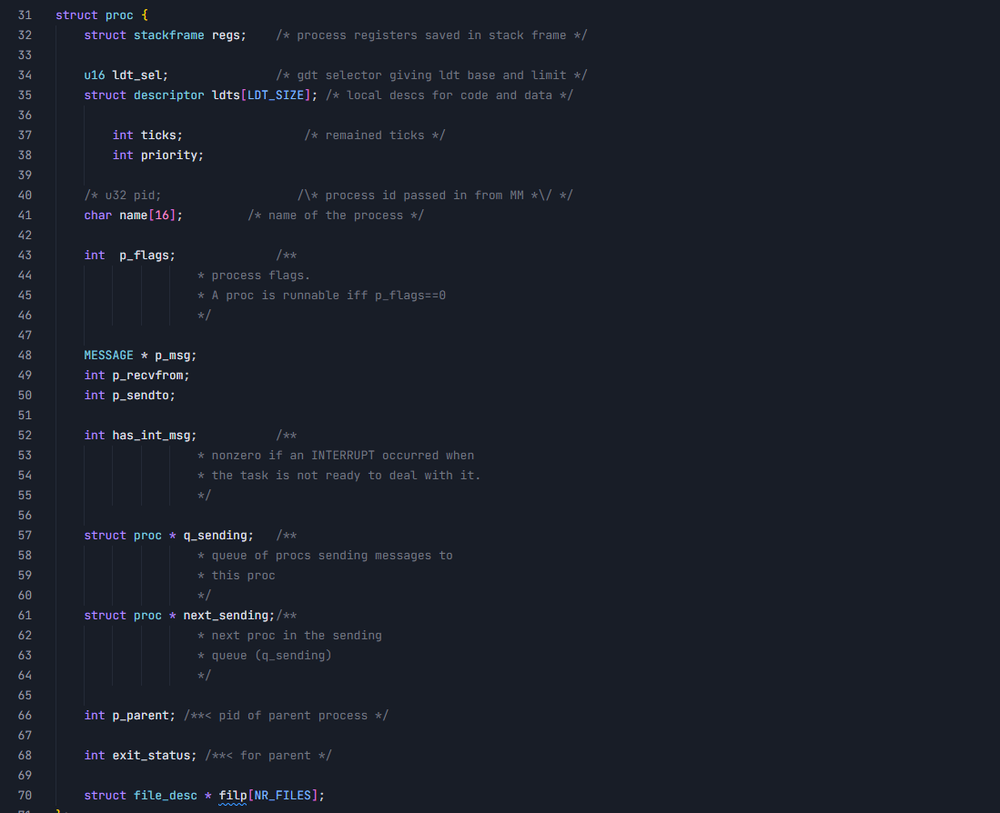 31 struct proc {
32 struct stackframe regs; /* process registers saved in stack frame */
33
34 u16 ldt_sel; /* gdt selector giving ldt base and limit */
35 struct descriptor ldts[LDT_SIZE]; /* local descs for code and data */
36
37 int ticks; /* remained ticks */
38 int priority;
39
40 /* u32 pid; /\* process id passed in from MM *\/ */
41 char name[16]; /* name of the process */
42
43 int p_flags; /**
44 * process flags.
45 * A proc is runnable iff p_flags==0
46 */
47
48 MESSAGE * p_msg;
49 int p_recvfrom;
50 int p_sendto;
51
52 int has_int_msg; /**
53 * nonzero if an INTERRUPT occurred when
54 * the task is not ready to deal with it.
55 */
56
57 struct proc * q_sending; /**
58 * queue of procs sending messages to
59 * this proc
60 */
61 struct proc * next_sending;/**
62 * next proc in the sending
63 * queue (q_sending)
64 */
65
66 int p_parent; /**< pid of parent process */
67
68 int exit_status; /**< for parent */
69
70 struct file_desc * filp[NR_FILES];